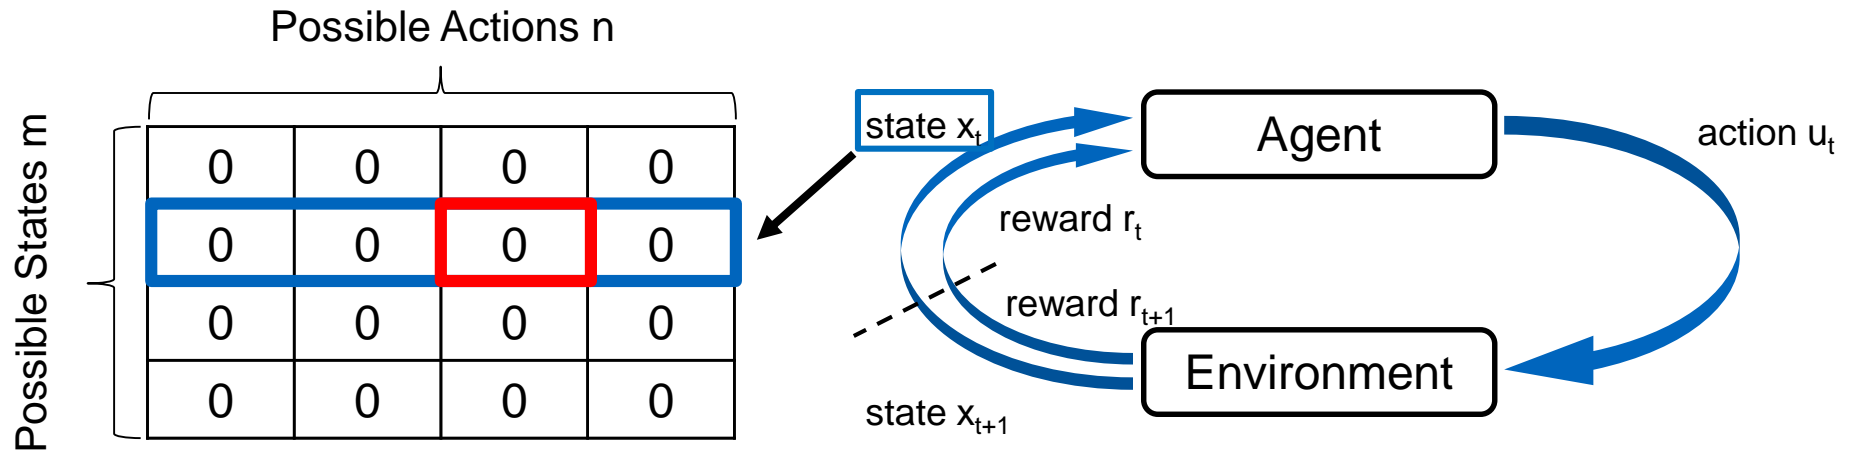 Possible Actions n
Possible States m
0 0 0 0
0 0 0 0
0 0 0 0
0 0 0 0
state xₜ
Agent
action uₜ
reward rₜ
reward rₜ₊₁
Environment
state xₜ₊₁